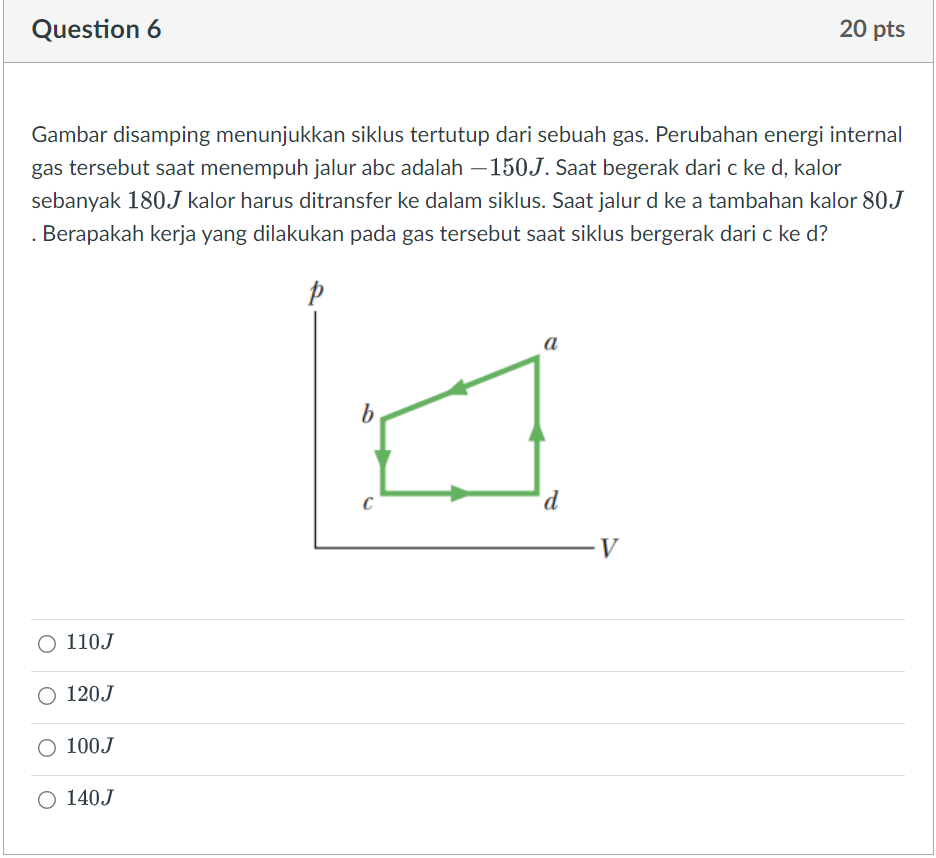 Question 6
20 pts
Gambar disamping menunjukkan siklus tertutup dari sebuah gas. Perubahan energi internal
gas tersebut saat menempuh jalur abc adalah −150J. Saat begerak dari c ke d, kalor
sebanyak 180J kalor harus ditransfer ke dalam siklus. Saat jalur d ke a tambahan kalor 80J
. Berapakah kerja yang dilakukan pada gas tersebut saat siklus bergerak dari c ke d?
p
a
b
c
d
V
110J
120J
100J
140J